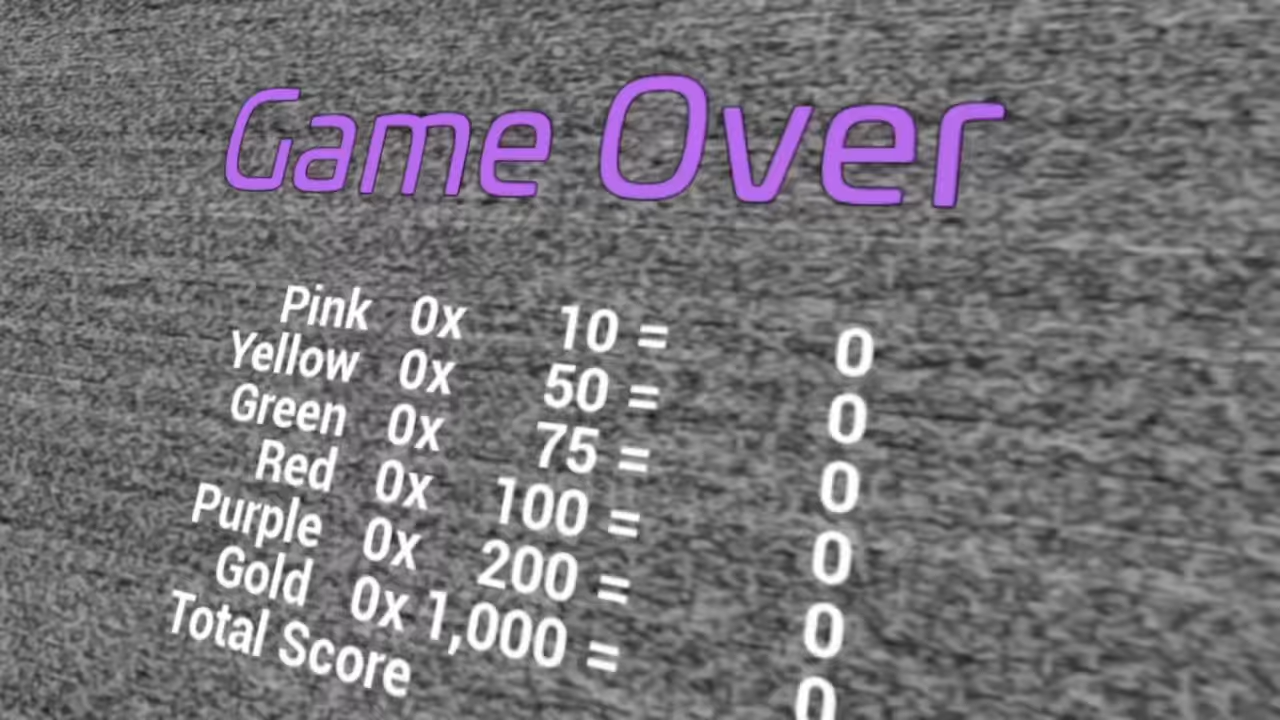 Game Over
Pink 0x 10 = 0
Yellow 0x 50 = 0
Green 0x 75 = 0
Red 0x 100 = 0
Purple 0x 200 = 0
Gold 0x 1,000 = 0
Total Score